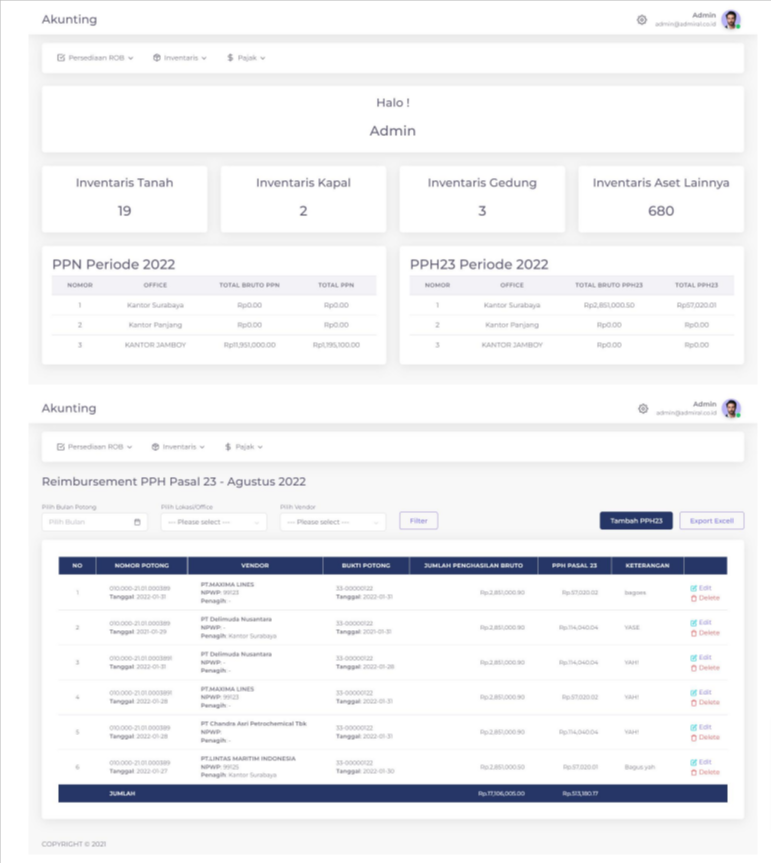 Akunting
Admin
admin@admiral.co.id
Persediaan ROB Inventaris Pajak
Halo !
Admin
Inventaris Tanah Inventaris Kapal Inventaris Gedung Inventaris Aset Lainnya
19 2 3 680
PPN Periode 2022
NOMOR OFFICE TOTAL BRUTO PPN TOTAL PPN
1 Kantor Surabaya Rp0.00 Rp0.00
2 Kantor Panjang Rp0.00 Rp0.00
3 KANTOR JAMBOY Rp11,951,000.00 Rp1,195,100.00
PPH23 Periode 2022
NOMOR OFFICE TOTAL BRUTO PPH23 TOTAL PPH23
1 Kantor Surabaya Rp2,851,000.50 Rp57,020.01
2 Kantor Panjang Rp0.00 Rp0.00
3 KANTOR JAMBOY Rp0.00 Rp0.00
Akunting
Admin
admin@admiral.co.id
Persediaan ROB Inventaris Pajak
Reimbursement PPH Pasal 23 - Agustus 2022
Pilih Bulan Potong Pilih Lokasi/Office Pilih Vendor
Pilih Bulan --- Please select --- --- Please select --- Filter Tambah PPH23 Export Excell
NO NOMOR POTONG VENDOR BUKTI POTONG JUMLAH PENGHASILAN BRUTO PPH PASAL 23 KETERANGAN
PT.MAXIMA LINES
1 010.000-21.01.000389 NPWP: 99123 33-00000122 Rp.2,851,000.90 Rp.57,020.02 bagoes Edit
Tanggal: 2022-01-31 Penagih: - Tanggal: 2022-01-31 Delete
PT Delimuda Nusantara
2 010.000-21.01.000389 NPWP: - 33-00000122 Rp.2,851,000.90 Rp.114,040.04 YASE Edit
Tanggal: 2021-01-29 Penagih: Kantor Surabaya Tanggal: 2021-01-31 Delete
PT Delimuda Nusantara
3 010.000-21.01.0003891 NPWP: - 33-00000122 Rp.2,851,000.90 Rp.114,040.04 YAH! Edit
Tanggal: 2022-01-31 Penagih: - Tanggal: 2022-01-28 Delete
PT.MAXIMA LINES
4 010.000-21.01.0003891 NPWP: 99123 33-00000122 Rp.2,851,000.90 Rp.57,020.02 YAH! Edit
Tanggal: 2022-01-28 Penagih: - Tanggal: 2022-01-31 Delete
PT Chandra Asri Petrochemical Tbk
5 010.000-21.01.000389 NPWP: 33-00000122 Rp.2,851,000.90 Rp.114,040.04 YAH! Edit
Tanggal: 2022-01-28 Penagih: - Tanggal: 2022-01-31 Delete
PT.LINTAS MARITIM INDONESIA
6 010.000-21.01.000389 NPWP: 99125 33-00000122 Rp.2,851,000.50 Rp.57,020.01 Bagus yah Edit
Tanggal: 2022-01-27 Penagih: Kantor Surabaya Tanggal: 2022-01-30 Delete
JUMLAH Rp.17,106,005.00 Rp.513,180.17
COPYRIGHT © 2021